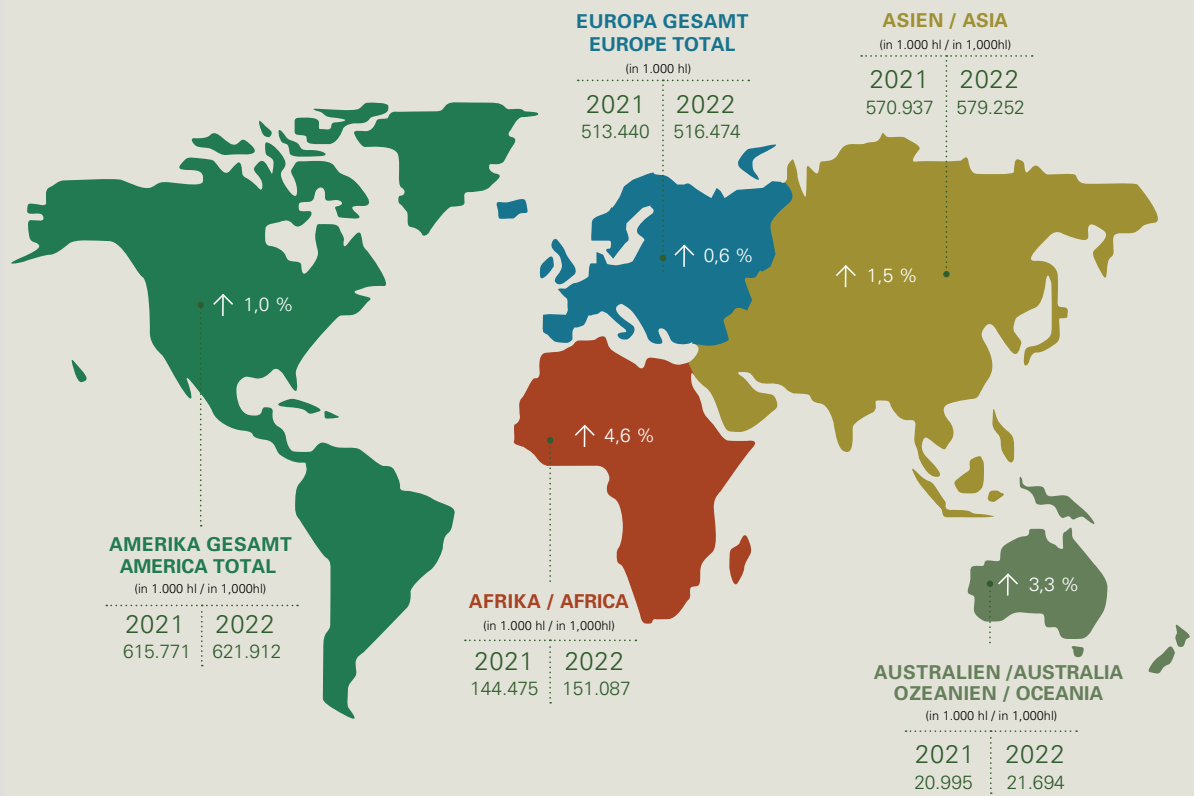 EUROPA GESAMT
EUROPE TOTAL
(in 1.000 hl)
2021 2022
513.440 516.474
ASIEN / ASIA
(in 1.000 hl / in 1,000hl)
2021 2022
570.937 579.252
↑ 0,6 %
↑ 1,5 %
↑ 1,0 %
↑ 4,6 %
↑ 3,3 %
AMERIKA GESAMT
AMERICA TOTAL
(in 1.000 hl / in 1,000hl)
2021 2022
615.771 621.912
AFRIKA / AFRICA
(in 1.000 hl / in 1,000hl)
2021 2022
144.475 151.087
AUSTRALIEN /AUSTRALIA
OZEANIEN / OCEANIA
(in 1.000 hl / in 1,000hl)
2021 2022
20.995 21.694